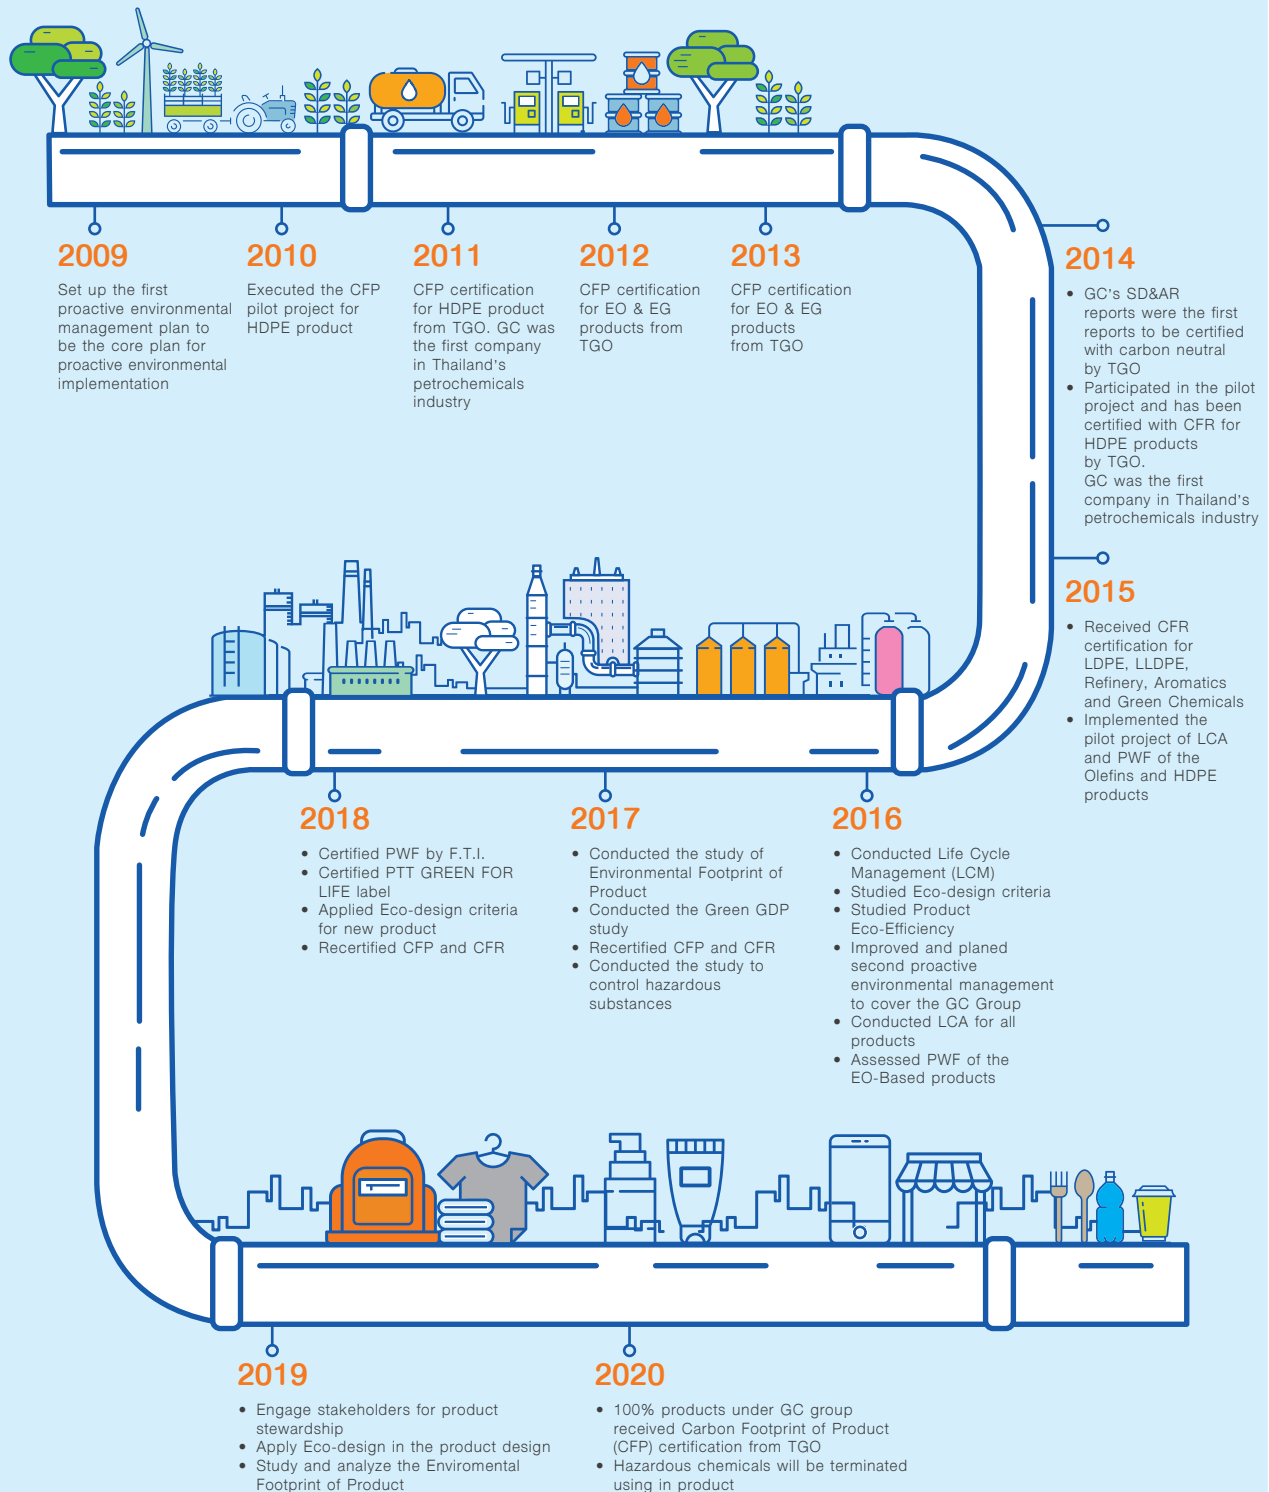 2009
Set up the first
proactive environmental
management plan to
be the core plan for
proactive environmental
implementation
2010
Executed the CFP
pilot project for
HDPE product
2011
CFP certification
for HDPE product
from TGO. GC was
the first company
in Thailand's
petrochemicals
industry
2012
CFP certification
for EO & EG
products from
TGO
2013
CFP certification
for EO & EG
products
from TGO
2014
• GC's SD&AR
reports were the first
reports to be certified
with carbon neutral
by TGO
• Participated in the pilot
project and has been
certified with CFR for
HDPE products
by TGO.
GC was the first
company in Thailand's
petrochemicals industry
2015
• Received CFR
certification for
LDPE, LLDPE,
Refinery, Aromatics
and Green Chemicals
• Implemented the
pilot project of LCA
and PWF of the
Olefins and HDPE
products
2018
• Certified PWF by F.T.I.
• Certified PTT GREEN FOR
LIFE label
• Applied Eco-design criteria
for new product
• Recertified CFP and CFR
2017
• Conducted the study of
Environmental Footprint of
Product
• Conducted the Green GDP
study
• Recertified CFP and CFR
• Conducted the study to
control hazardous
substances
2016
• Conducted Life Cycle
Management (LCM)
• Studied Eco-design criteria
• Studied Product
Eco-Efficiency
• Improved and planed
second proactive
environmental management
to cover the GC Group
• Conducted LCA for all
products
• Assessed PWF of the
EO-Based products
2019
• Engage stakeholders for product
stewardship
• Apply Eco-design in the product design
• Study and analyze the Enviromental
Footprint of Product
2020
• 100% products under GC group
received Carbon Footprint of Product
(CFP) certification from TGO
• Hazardous chemicals will be terminated
using in product